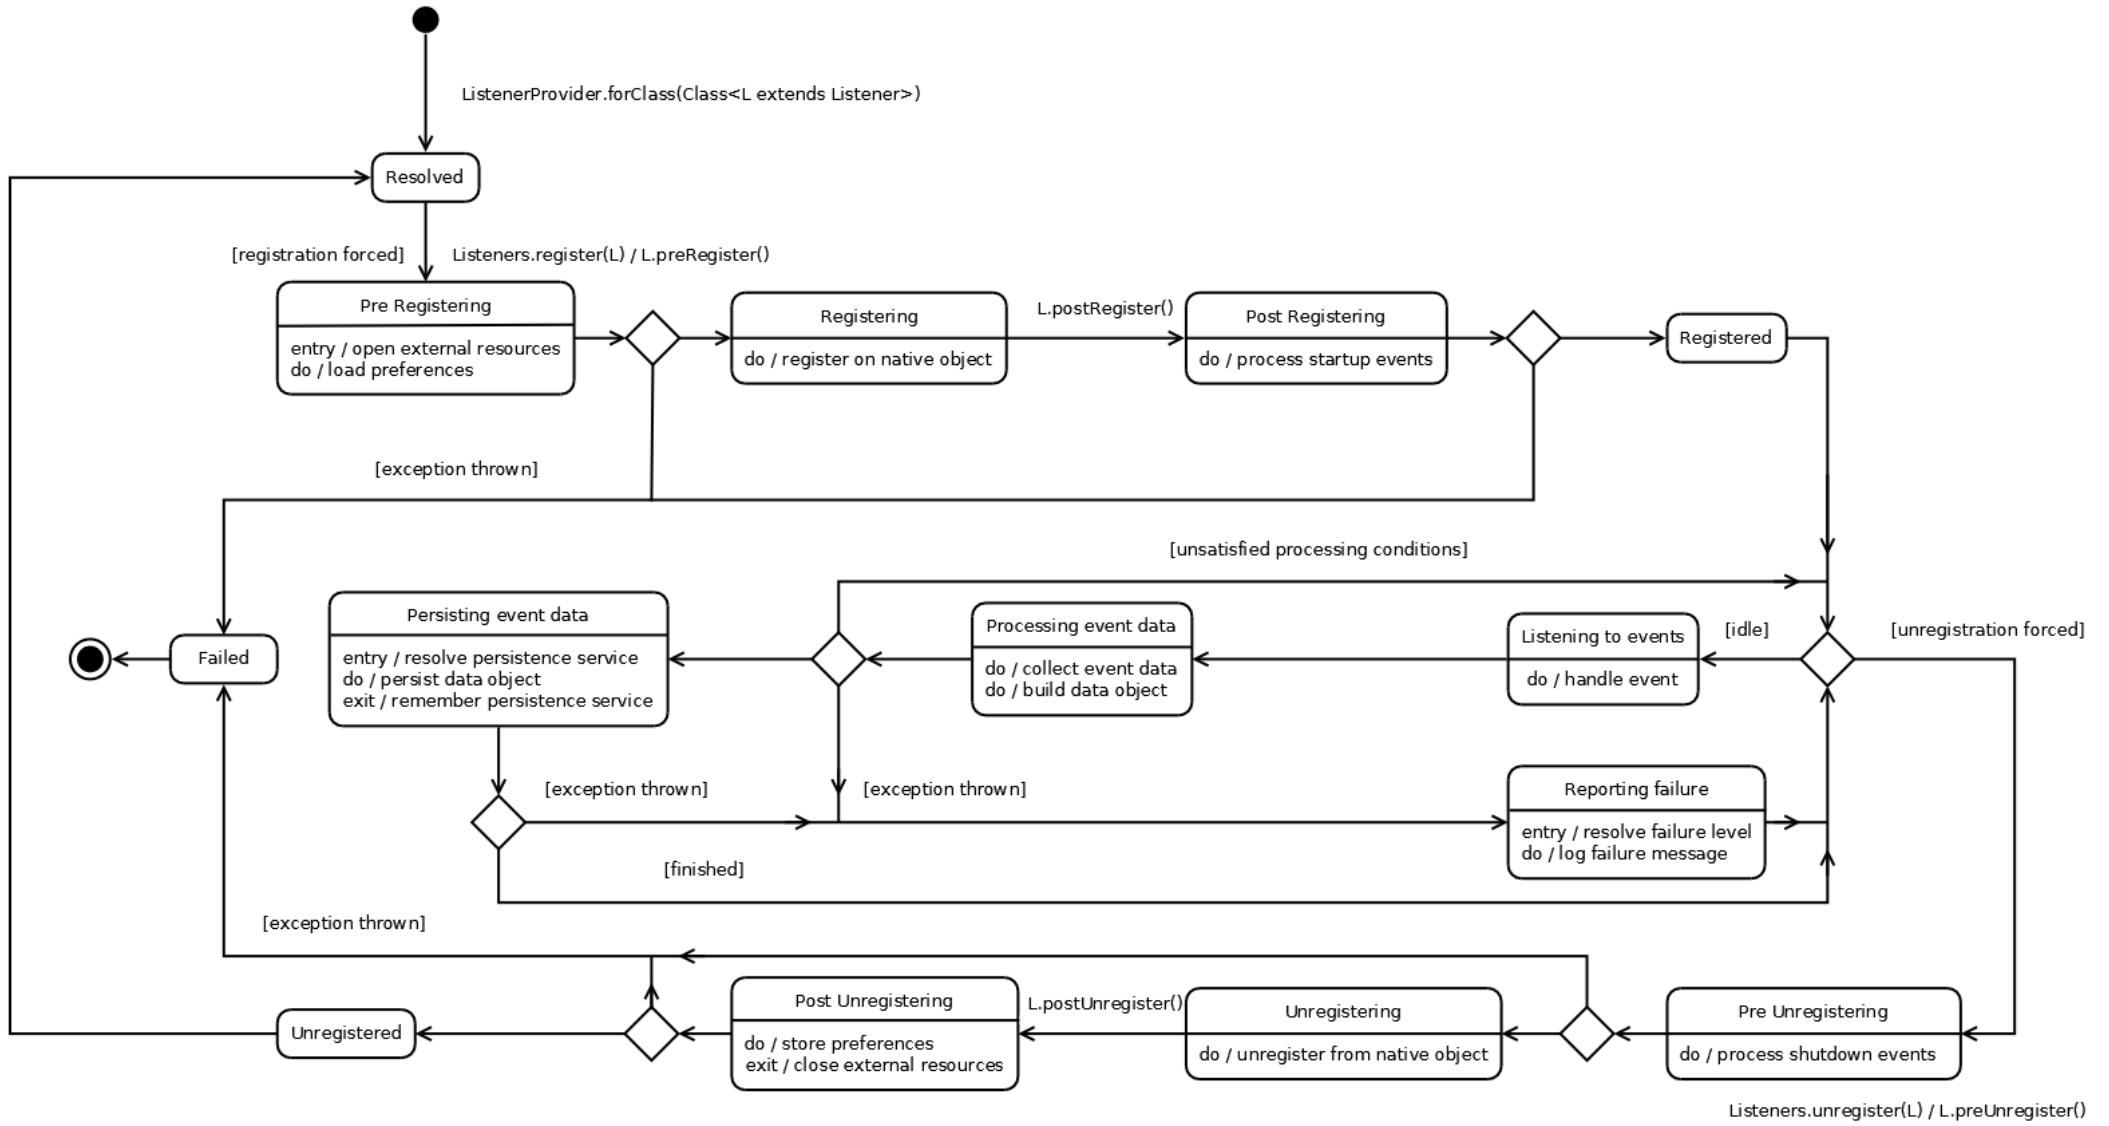 ListenerProvider.forClass(Class<L extends Listener>)
Resolved
[registration forced]
Listeners.register(L) / L.preRegister()
Pre Registering
entry / open external resources
do / load preferences
Registering
do / register on native object
L.postRegister()
Post Registering
do / process startup events
Registered
[exception thrown]
[unsatisfied processing conditions]
Failed
Persisting event data
entry / resolve persistence service
do / persist data object
exit / remember persistence service
Processing event data
do / collect event data
do / build data object
Listening to events
do / handle event
[idle]
[unregistration forced]
[exception thrown]
[exception thrown]
Reporting failure
entry / resolve failure level
do / log failure message
[finished]
[exception thrown]
Unregistered
Post Unregistering
do / store preferences
exit / close external resources
L.postUnregister()
Unregistering
do / unregister from native object
Pre Unregistering
do / process shutdown events
Listeners.unregister(L) / L.preUnregister()